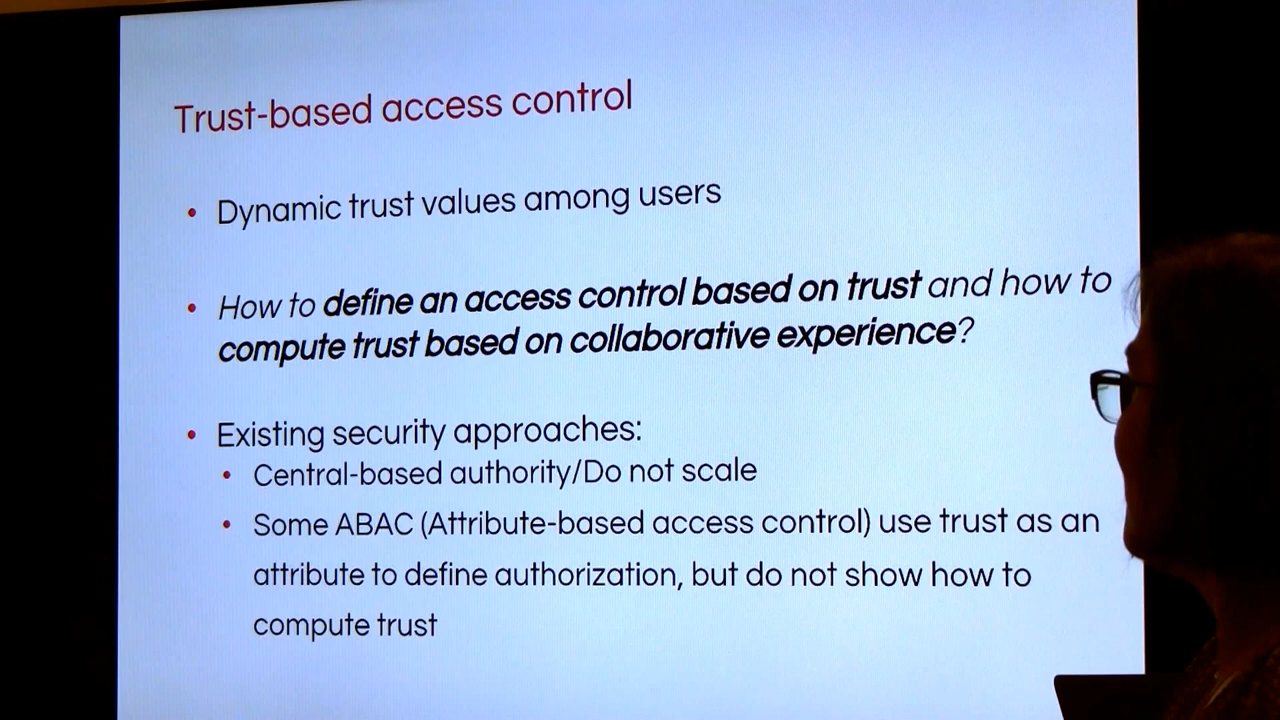 Trust-based access control
• Dynamic trust values among users
• How to define an access control based on trust and how to
compute trust based on collaborative experience?
• Existing security approaches:
• Central-based authority/Do not scale
• Some ABAC (Attribute-based access control) use trust as an
attribute to define authorization, but do not show how to
compute trust